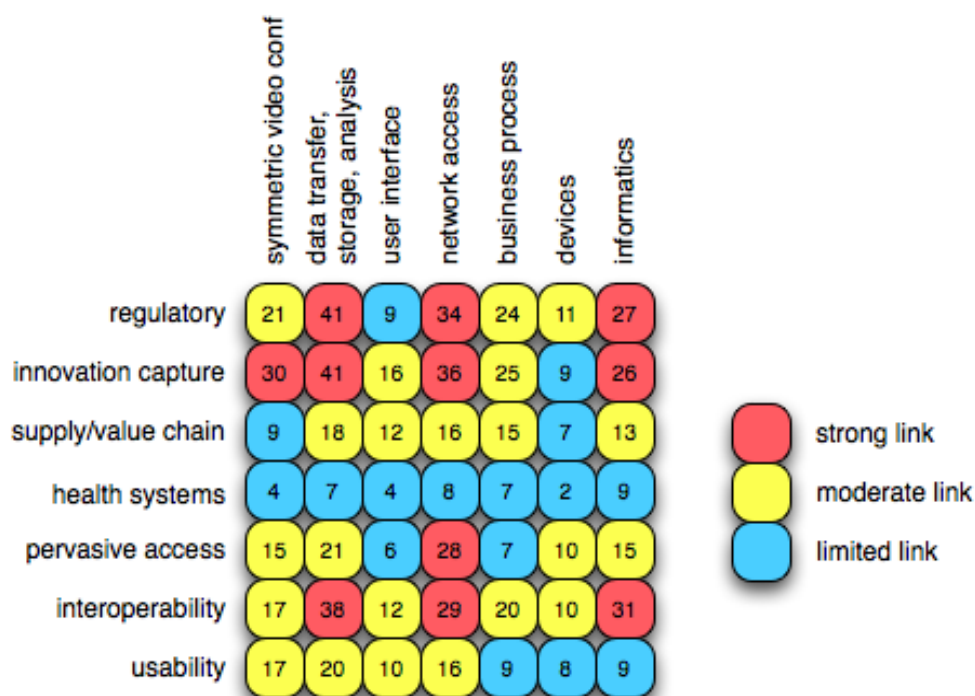 symmetric video conf
data transfer,
storage, analysis
user interface
network access
business process
devices
informatics
regulatory 21 41 9 34 24 11 27
innovation capture 30 41 16 36 25 9 26
supply/value chain 9 18 12 16 15 7 13
health systems 4 7 4 8 7 2 9
pervasive access 15 21 6 28 7 10 15
interoperability 17 38 12 29 20 10 31
usability 17 20 10 16 9 8 9
strong link
moderate link
limited link